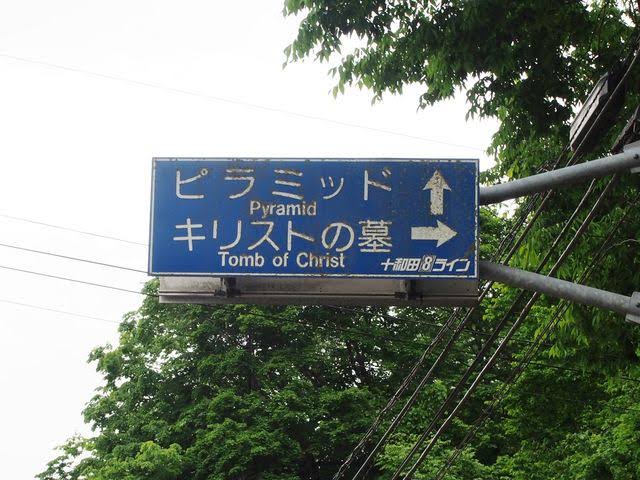 ピラミッド
Pyramid
キリストの墓
Tomb of Christ
十和田8ライン